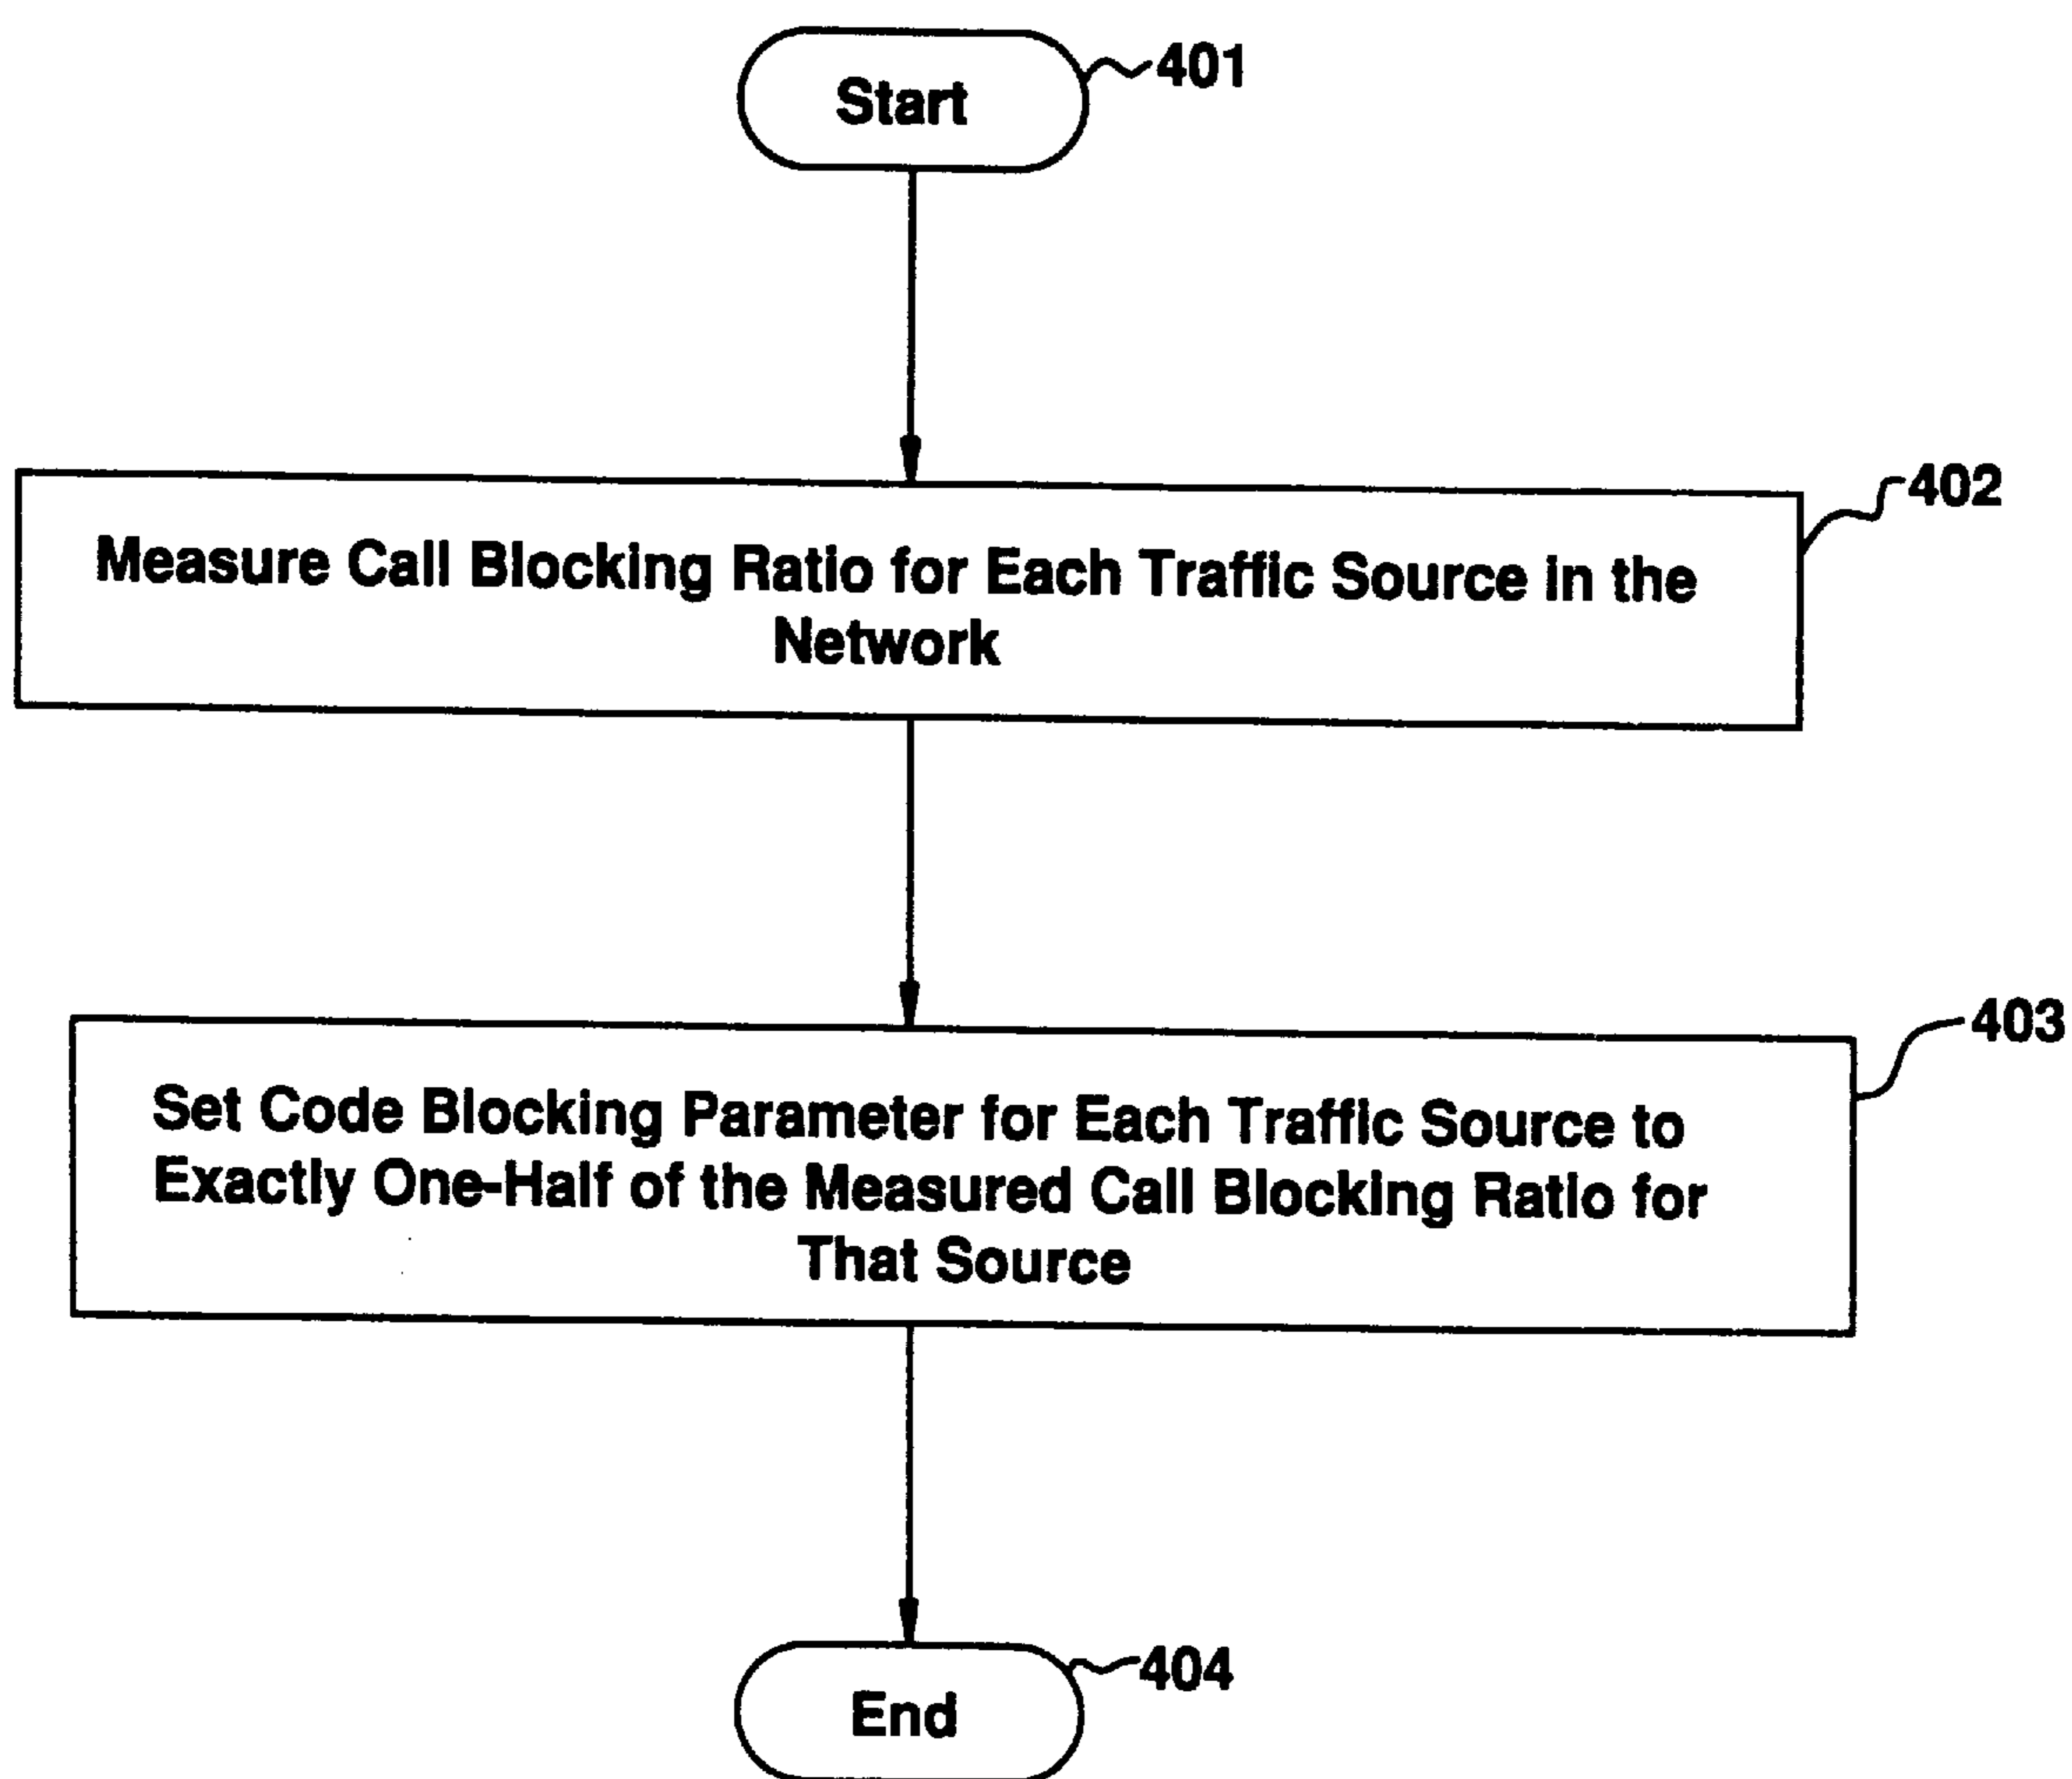 Start
401
402
Measure Call Blocking Ratio for Each Traffic Source in the
Network
403
Set Code Blocking Parameter for Each Traffic Source to
Exactly One-Half of the Measured Call Blocking Ratio for
That Source
404
End